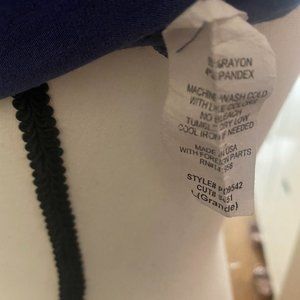 RAYON
SPANDEX
MACHINE WASH COLD
WITH LIKE COLORS
NO BLEACH
TUMBLE DRY LOW
COOL IRON IF NEEDED
MADE IN USA
WITH FOREIGN PARTS
RN#
STYLE#
CUT#
L(Grande)